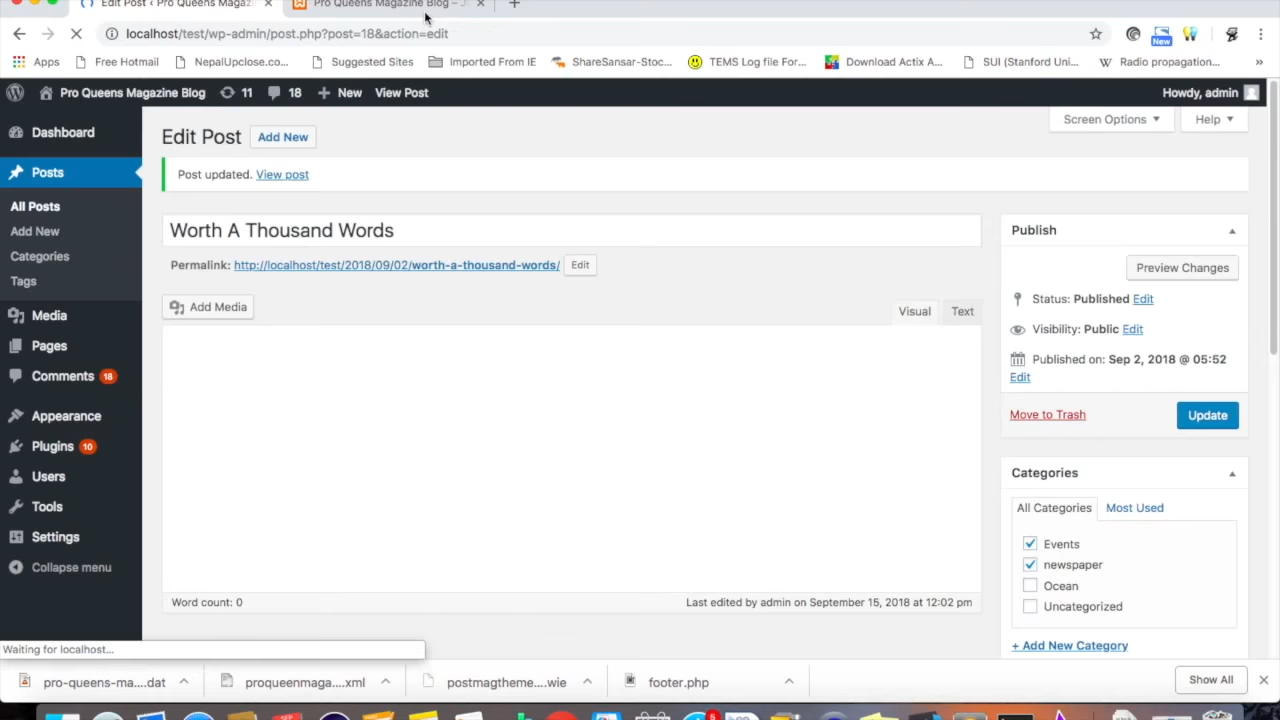 Edit Post ‹ Pro Queens Magaz
Pro Queens Magazine Blog –
localhost/test/wp-admin/post.php?post=18&action=edit
New
Apps
Free Hotmail
NepalUpclose.co...
Suggested Sites
Imported From IE
ShareSansar-Stoc...
TEMS Log file For...
Download Actix A...
SUI (Stanford Uni...
Radio propagation...
»
Pro Queens Magazine Blog
11
18
New
View Post
Howdy, admin
Dashboard
Posts
All Posts
Add New
Categories
Tags
Media
Pages
Comments 18
Appearance
Plugins 10
Users
Tools
Settings
Collapse menu
Edit Post
Add New
Screen Options
Help
Post updated. View post
Worth A Thousand Words
Permalink: http://localhost/test/2018/09/02/worth-a-thousand-words/ Edit
Add Media
Visual
Text
Word count: 0
Last edited by admin on September 15, 2018 at 12:02 pm
Publish
Preview Changes
Status: Published Edit
Visibility: Public Edit
Published on: Sep 2, 2018 @ 05:52
Edit
Move to Trash
Update
Categories
All Categories
Most Used
Events
newspaper
Ocean
Uncategorized
+ Add New Category
Waiting for localhost...
pro-queens-ma....dat
proqueenmaga....xml
postmagtheme....wie
footer.php
Show All